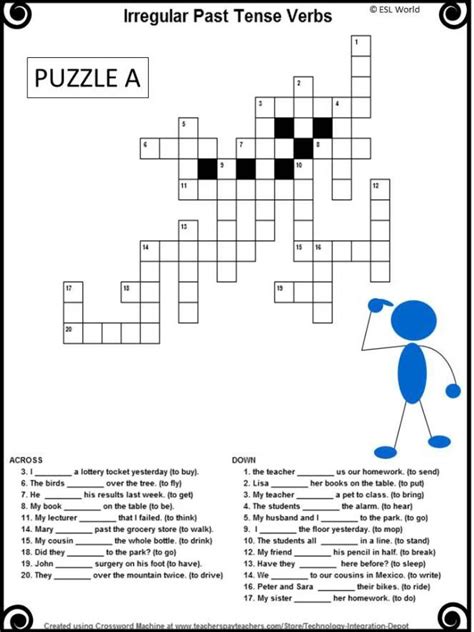 Irregular Past Tense Verbs
© ESL World
PUZZLE A
1
2
3 4
5
6 7 8
9 10
11 12
13
14 15 16
17 18 19
20
ACROSS
3. I ________ a lottery tocket yesterday (to buy).
6. The birds ________ over the tree. (to fly)
7. He ________ his results last week. (to get)
8. My book ________ on the table (to be).
11. My lecturer ________ that I failed. (to think)
14. Mary ________ past the grocery store (to walk).
15. My cousin ________ the whole bottle. (to drink)
18. Did they ________ to the park? (to go)
19. John ________ surgery on his foot (to have).
20. They ________ over the mountain twice. (to drive)
DOWN
1. the teacher ________ us our homework. (to send)
2. Lisa ________ her books on the table. (to put)
3. My teacher ________ a pet to class. (to bring)
4. The students ________ the alarm. (to hear)
5. My husband and I ________ to the park. (to go)
9. I ________ the floor yesterday. (to mop)
10. The students all ________ in a line. (to stand)
12. My friend ________ his pencil in half. (to break)
13. Have they ________ here before? (to sleep)
14. We ________ to our cousins in Mexico. (to write)
16. Peter and Sara ________ their bikes. (to ride)
17. My sister ________ her homework. (to do)
Created using Crossword Machine at www.teacherspayteachers.com/Store/Technology-Integration-Depot